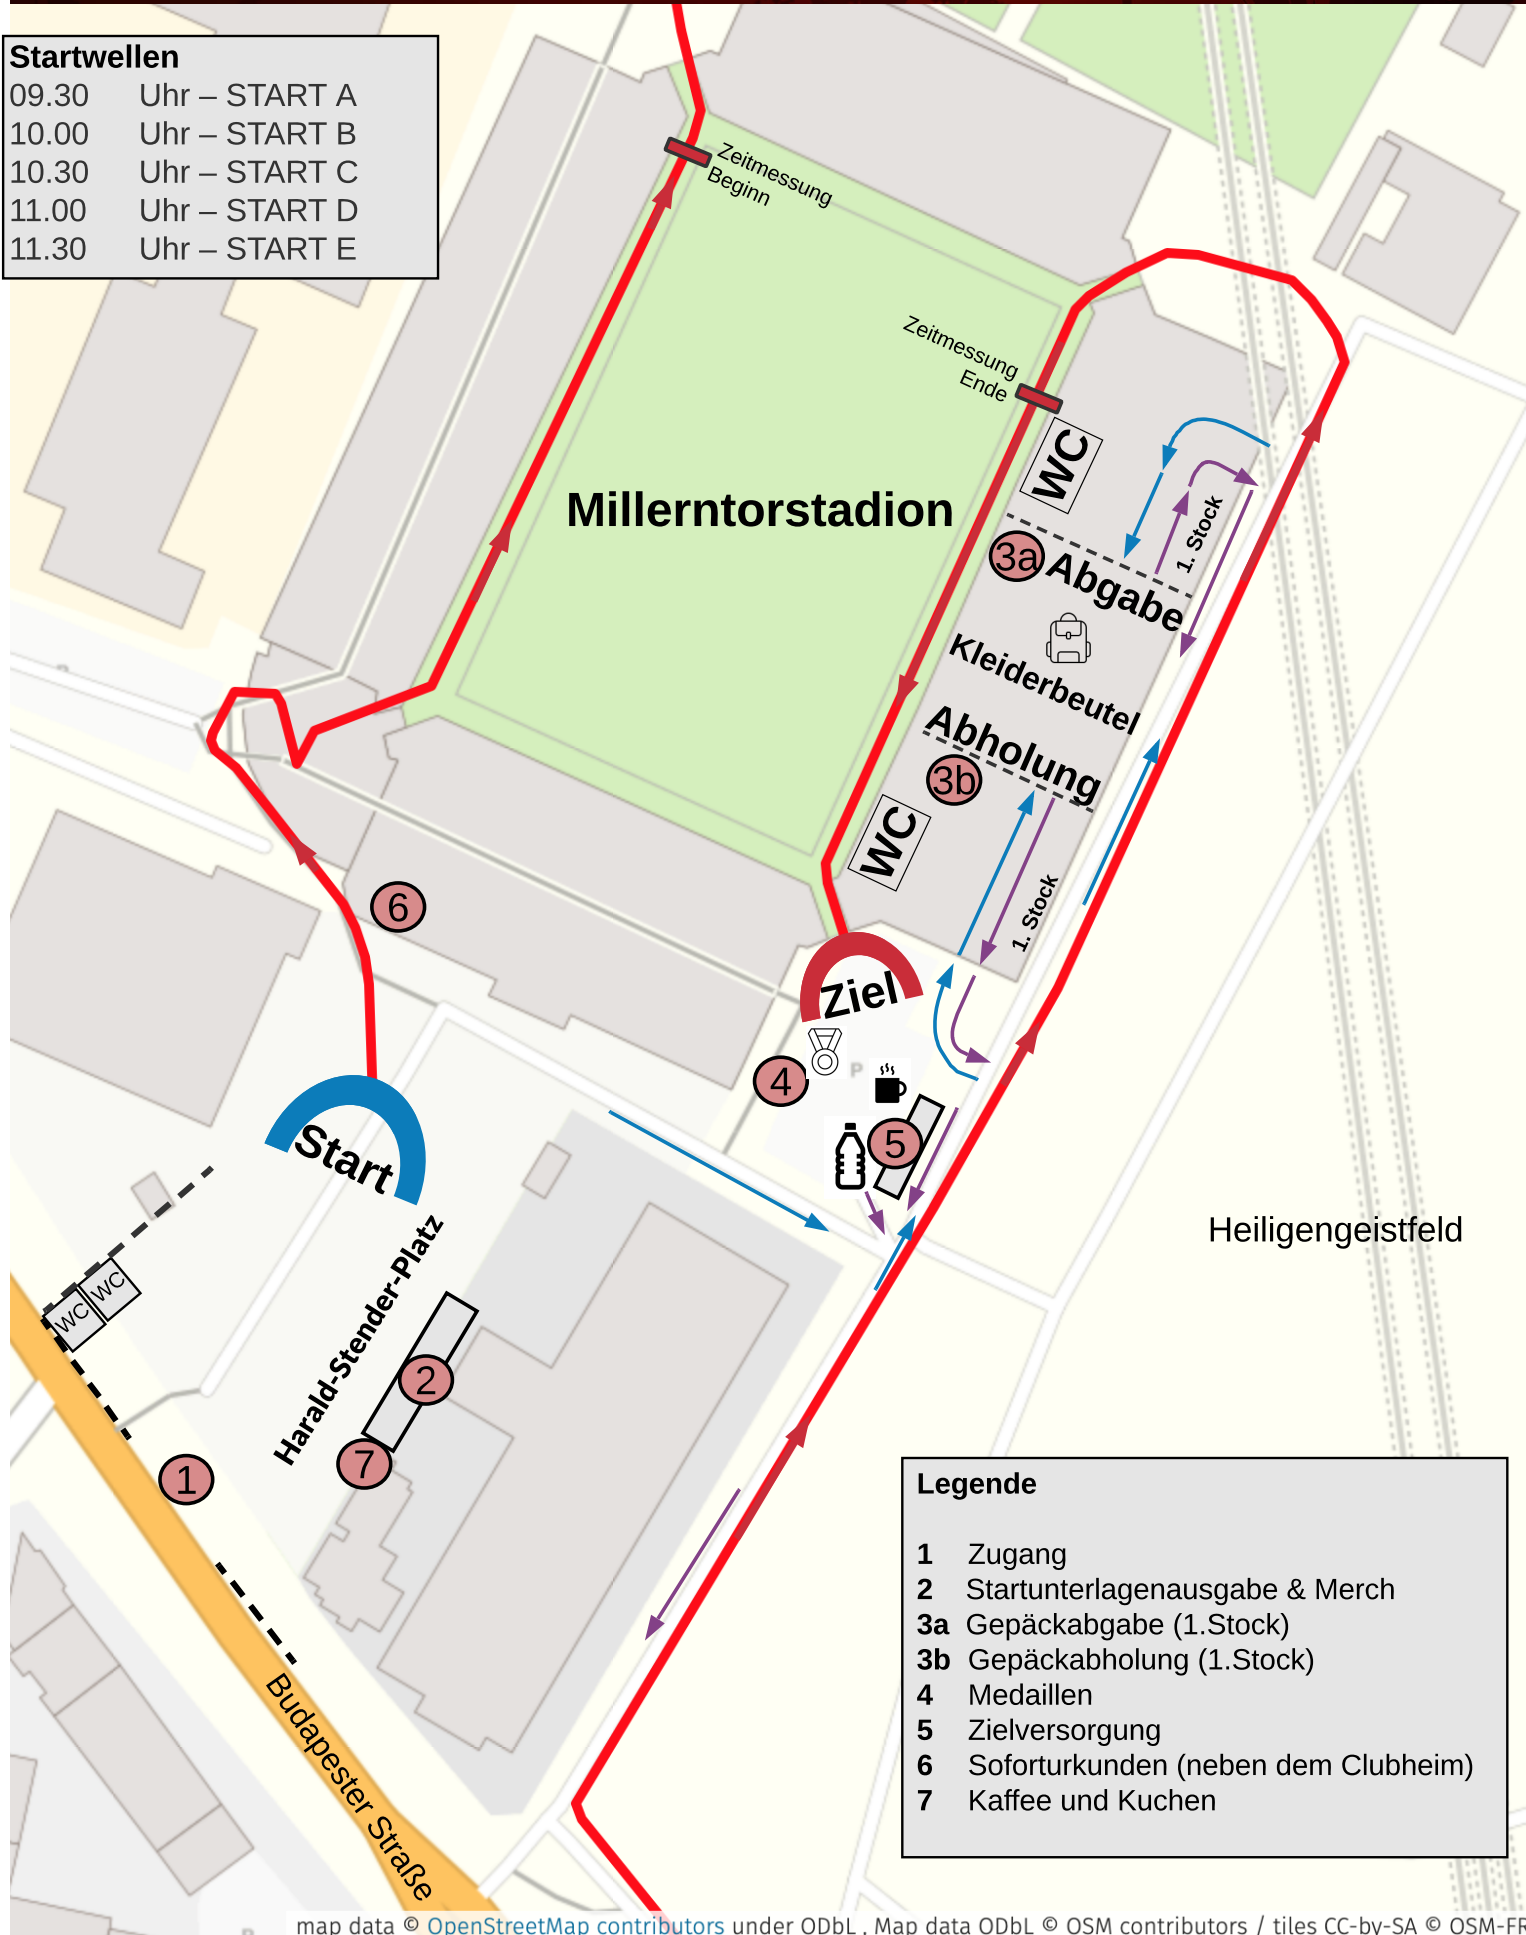 Startwellen
09.30 Uhr – START A
10.00 Uhr – START B
10.30 Uhr – START C
11.00 Uhr – START D
11.30 Uhr – START E
Zeitmessung
Beginn
Zeitmessung
Ende
WC
Millerntorstadion
1. Stock
3a
Abgabe
Kleiderbeutel
Abholung
3b
WC
1. Stock
6
Ziel
4
P
5
Start
Harald-Stender-Platz
Heiligengeistfeld
WC
WC
2
7
1
Budapester Straße
Legende
1 Zugang
2 Startunterlagenausgabe & Merch
3a Gepäckabgabe (1.Stock)
3b Gepäckabholung (1.Stock)
4 Medaillen
5 Zielversorgung
6 Soforturkunden (neben dem Clubheim)
7 Kaffee und Kuchen
map data © OpenStreetMap contributors under ODbL . Map data ODbL © OSM contributors / tiles CC-by-SA © OSM-FR